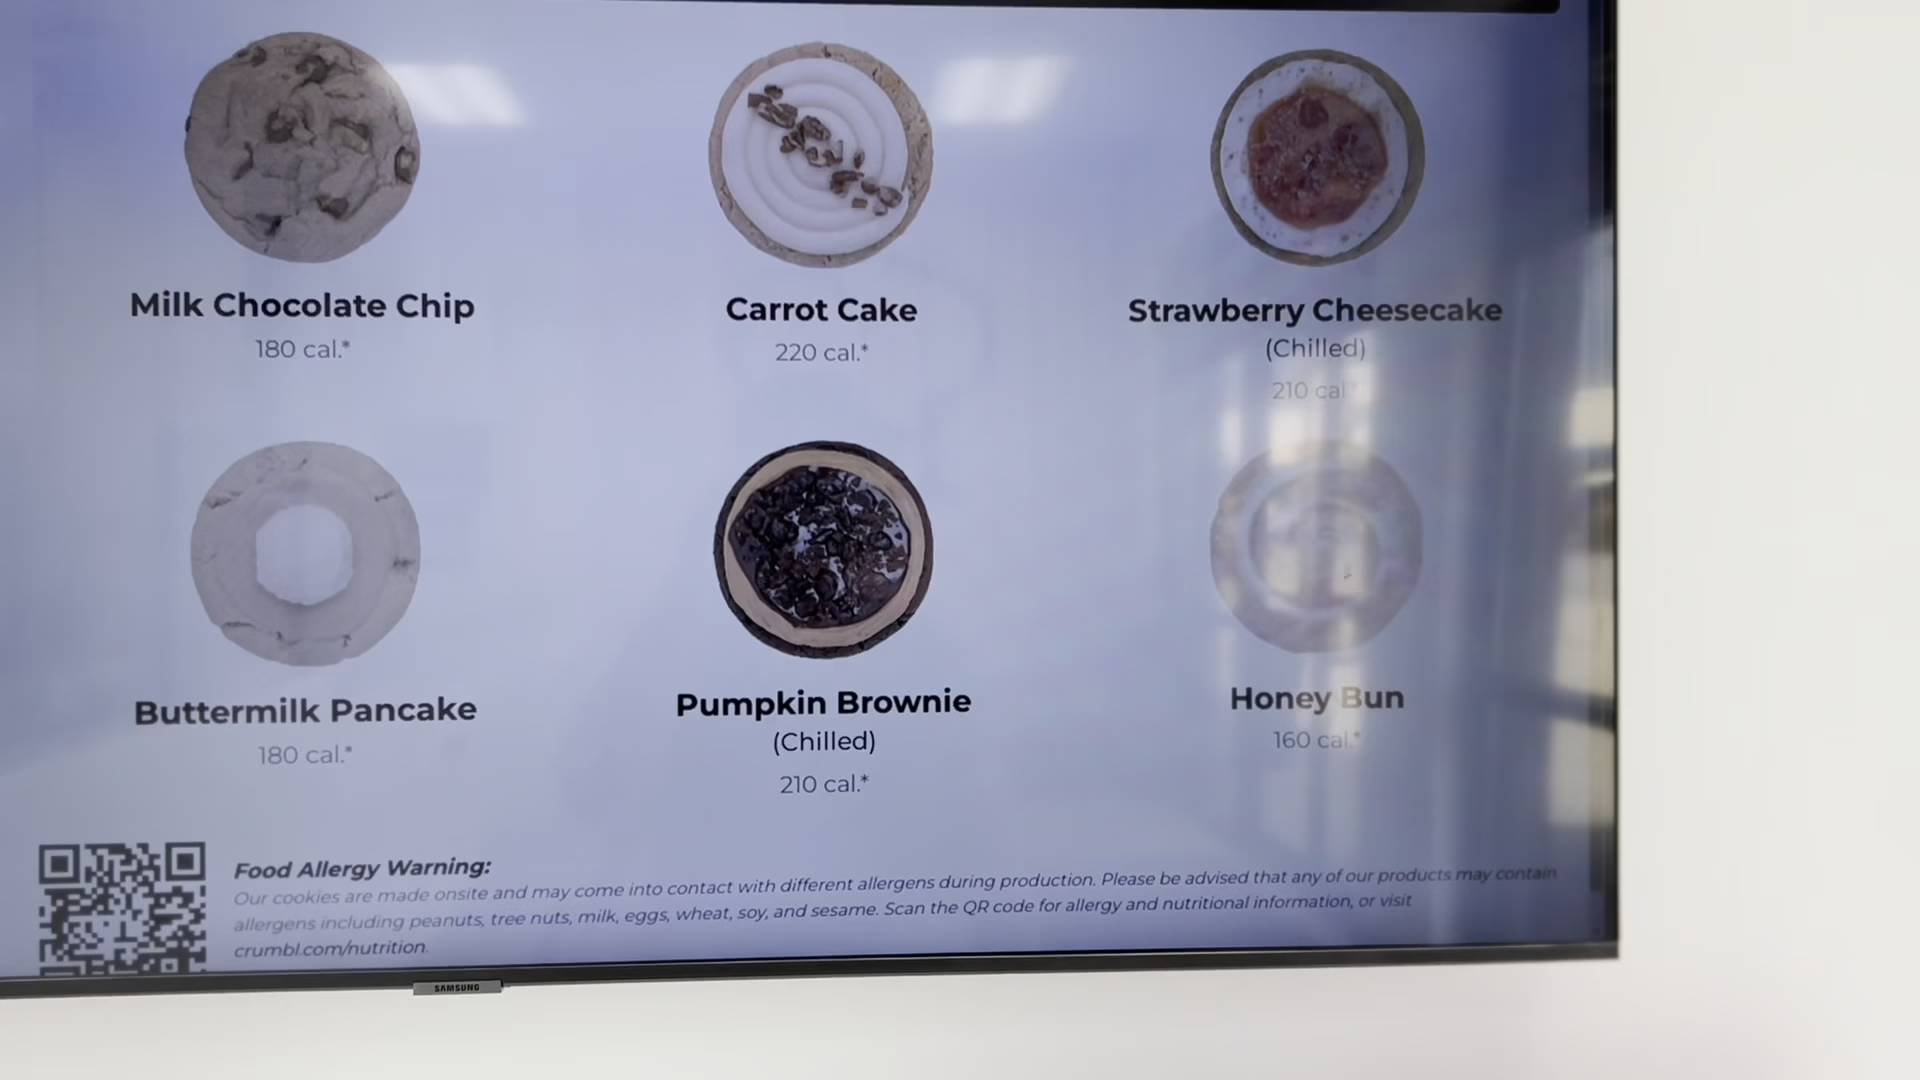 Milk Chocolate Chip
180 cal.*
Carrot Cake
220 cal.*
Strawberry Cheesecake
(Chilled)
210 cal.*
Buttermilk Pancake
180 cal.*
Pumpkin Brownie
(Chilled)
210 cal.*
Honey Bun
160 cal.*
Food Allergy Warning:
Our cookies are made onsite and may come into contact with different allergens during production. Please be advised that any of our products may contain
allergens including peanuts, tree nuts, milk, eggs, wheat, soy, and sesame. Scan the QR code for allergy and nutritional information, or visit
crumbl.com/nutrition.
SAMSUNG